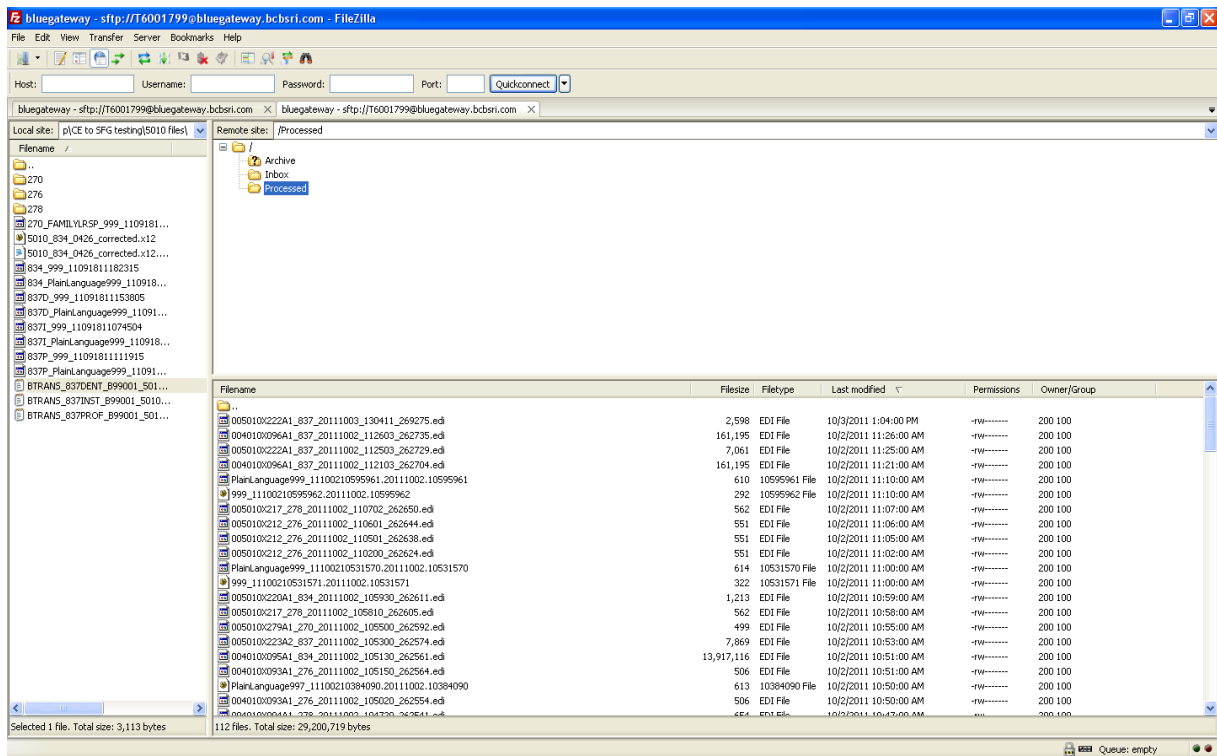 bluegateway - sftp://T6001799@bluegateway.bcbsri.com - FileZilla
File Edit View Transfer Server Bookmarks Help
Host: Username: Password: Port: Quickconnect
bluegateway - sftp://T6001799@bluegateway.bcbsri.com × bluegateway - sftp://T6001799@bluegateway.bcbsri.com ×
Local site: p\CE to SFG testing\5010 files\
Filename
..
270
276
278
270_FAMILYLRSP_999_1109181...
5010_834_0426_corrected.x12
5010_834_0426_corrected.x12....
834_999_11091811182315
834_PlainLanguage999_110918...
837D_999_11091811153805
837D_PlainLanguage999_11091...
837I_999_11091811074504
837I_PlainLanguage999_110918...
837P_999_11091811111915
837P_PlainLanguage999_11091...
BTRANS_837DENT_B99001_501...
BTRANS_837INST_B99001_5010...
BTRANS_837PROF_B99001_501...
Selected 1 file. Total size: 3,113 bytes
Remote site: /Processed
/
Archive
Inbox
Processed
Filename Filesize Filetype Last modified Permissions Owner/Group
..
005010X222A1_837_20111003_130411_269275.edi 2,598 EDI File 10/3/2011 1:04:00 PM -rw------- 200 100
004010X096A1_837_20111002_112603_262735.edi 161,195 EDI File 10/2/2011 11:26:00 AM -rw------- 200 100
005010X222A1_837_20111002_112503_262729.edi 7,061 EDI File 10/2/2011 11:25:00 AM -rw------- 200 100
004010X096A1_837_20111002_112103_262704.edi 161,195 EDI File 10/2/2011 11:21:00 AM -rw------- 200 100
PlainLanguage999_11100210595961.20111002.10595961 610 10595961 File 10/2/2011 11:10:00 AM -rw------- 200 100
999_11100210595962.20111002.10595962 292 10595962 File 10/2/2011 11:10:00 AM -rw------- 200 100
005010X217_278_20111002_110702_262650.edi 562 EDI File 10/2/2011 11:07:00 AM -rw------- 200 100
005010X212_276_20111002_110601_262644.edi 551 EDI File 10/2/2011 11:06:00 AM -rw------- 200 100
005010X212_276_20111002_110501_262638.edi 551 EDI File 10/2/2011 11:05:00 AM -rw------- 200 100
005010X212_276_20111002_110200_262624.edi 551 EDI File 10/2/2011 11:02:00 AM -rw------- 200 100
PlainLanguage999_11100210531570.20111002.10531570 614 10531570 File 10/2/2011 11:00:00 AM -rw------- 200 100
999_11100210531571.20111002.10531571 322 10531571 File 10/2/2011 11:00:00 AM -rw------- 200 100
005010X220A1_834_20111002_105930_262611.edi 1,213 EDI File 10/2/2011 10:59:00 AM -rw------- 200 100
005010X217_278_20111002_105810_262605.edi 562 EDI File 10/2/2011 10:58:00 AM -rw------- 200 100
005010X279A1_270_20111002_105500_262592.edi 499 EDI File 10/2/2011 10:55:00 AM -rw------- 200 100
005010X223A2_837_20111002_105300_262574.edi 7,869 EDI File 10/2/2011 10:53:00 AM -rw------- 200 100
004010X095A1_834_20111002_105130_262561.edi 13,917,116 EDI File 10/2/2011 10:51:00 AM -rw------- 200 100
004010X093A1_276_20111002_105150_262564.edi 506 EDI File 10/2/2011 10:51:00 AM -rw------- 200 100
PlainLanguage997_11100210384090.20111002.10384090 613 10384090 File 10/2/2011 10:50:00 AM -rw------- 200 100
004010X093A1_276_20111002_105020_262554.edi 506 EDI File 10/2/2011 10:50:00 AM -rw------- 200 100
112 files. Total size: 29,200,719 bytes
Queue: empty